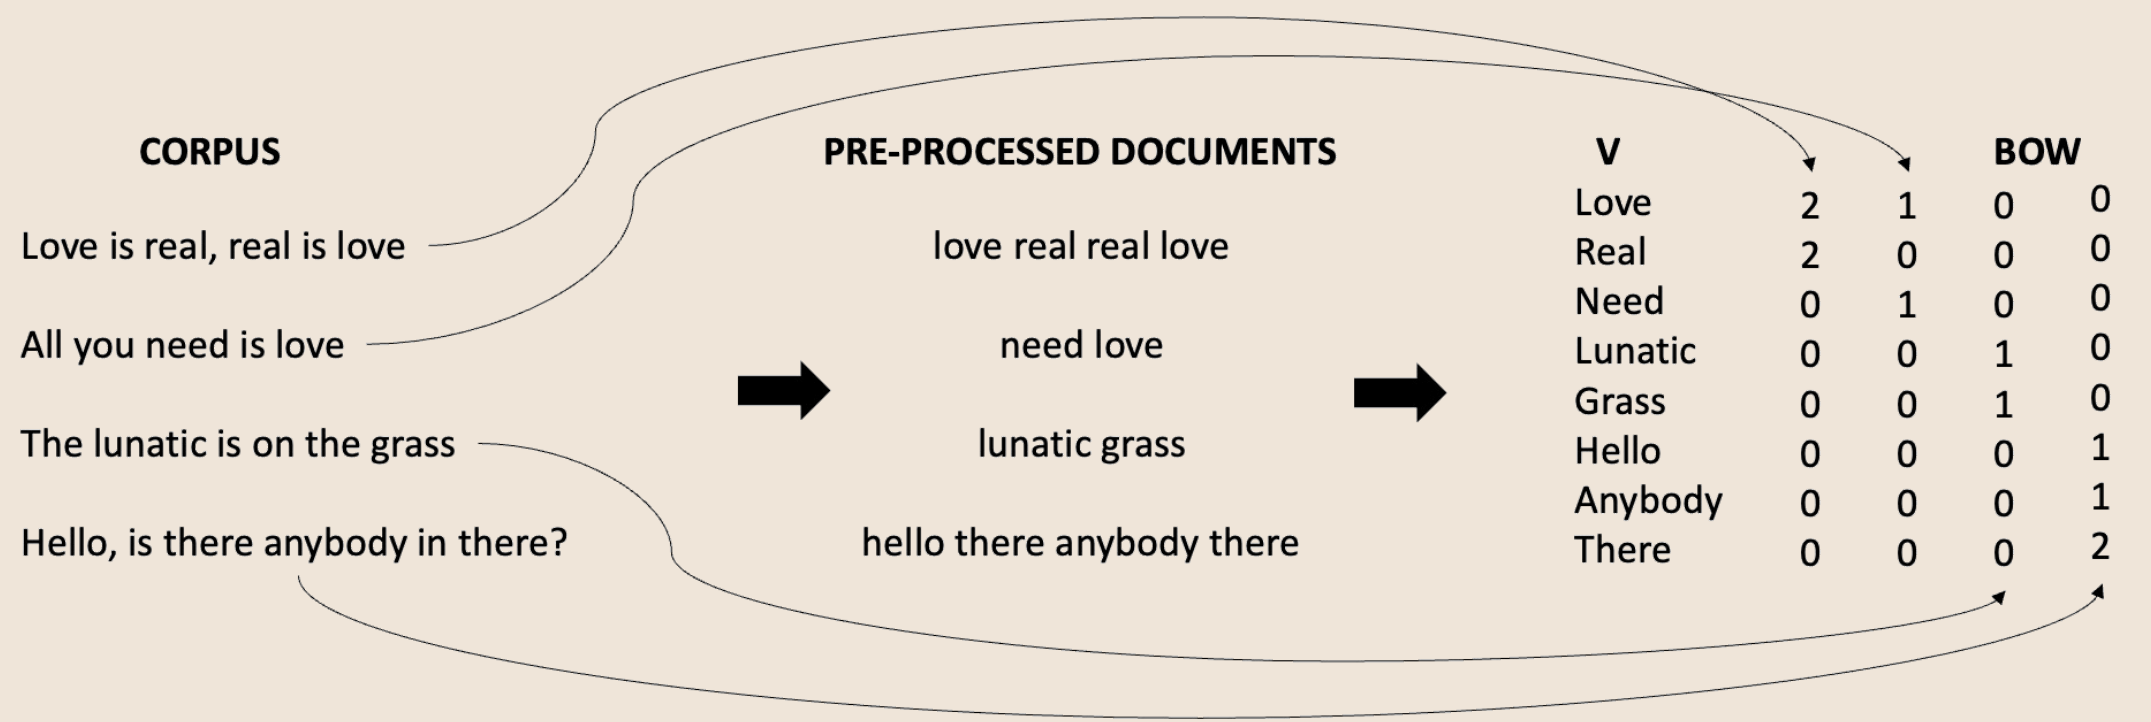 CORPUS PRE-PROCESSED DOCUMENTS V BOW
Love 2 1 0 0
Love is real, real is love love real real love Real 2 0 0 0
Need 0 1 0 0
All you need is love need love Lunatic 0 0 1 0
Grass 0 0 1 0
The lunatic is on the grass lunatic grass Hello 0 0 0 1
Anybody 0 0 0 1
Hello, is there anybody in there? hello there anybody there There 0 0 0 2